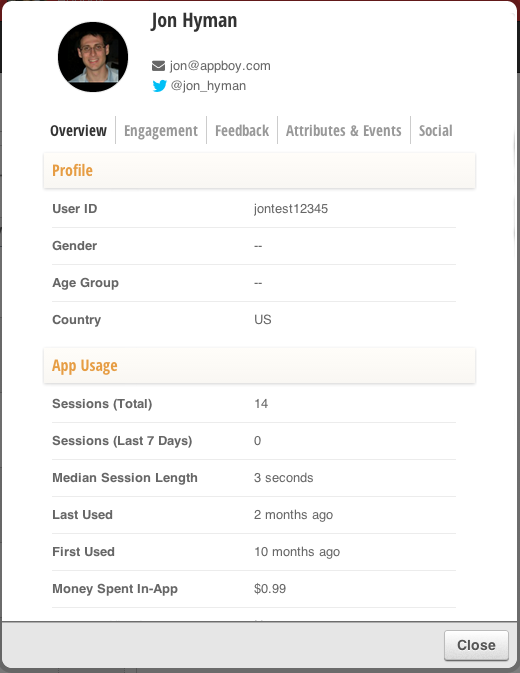 Jon Hyman
jon@appboy.com
@jon_hyman
Overview Engagement Feedback Attributes & Events Social
Profile
User ID jontest12345
Gender --
Age Group --
Country US
App Usage
Sessions (Total) 14
Sessions (Last 7 Days) 0
Median Session Length 3 seconds
Last Used 2 months ago
First Used 10 months ago
Money Spent In-App $0.99
Close